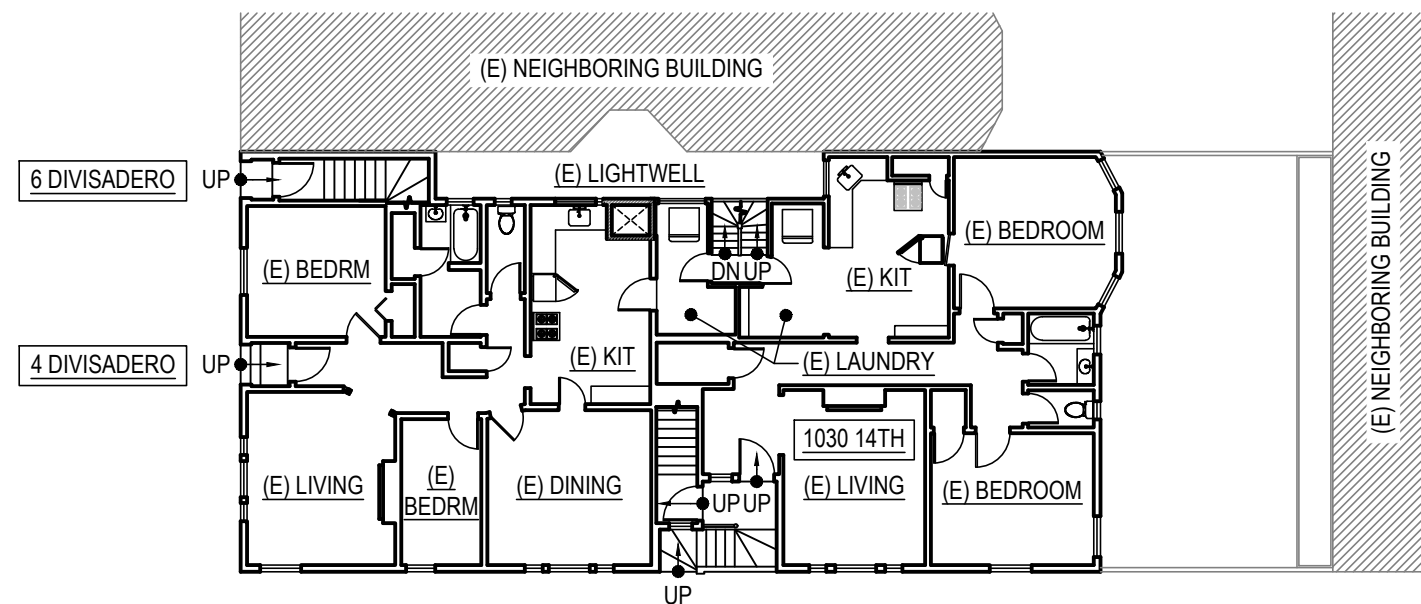 (E) NEIGHBORING BUILDING
6 DIVISADERO
UP
(E) LIGHTWELL
(E) NEIGHBORING BUILDING
(E) BEDRM
DN UP
(E) KIT
(E) BEDROOM
4 DIVISADERO
UP
(E) KIT
(E) LAUNDRY
1030 14TH
(E) LIVING
(E)
BEDRM
(E) DINING
UP UP
(E) LIVING
(E) BEDROOM
UP